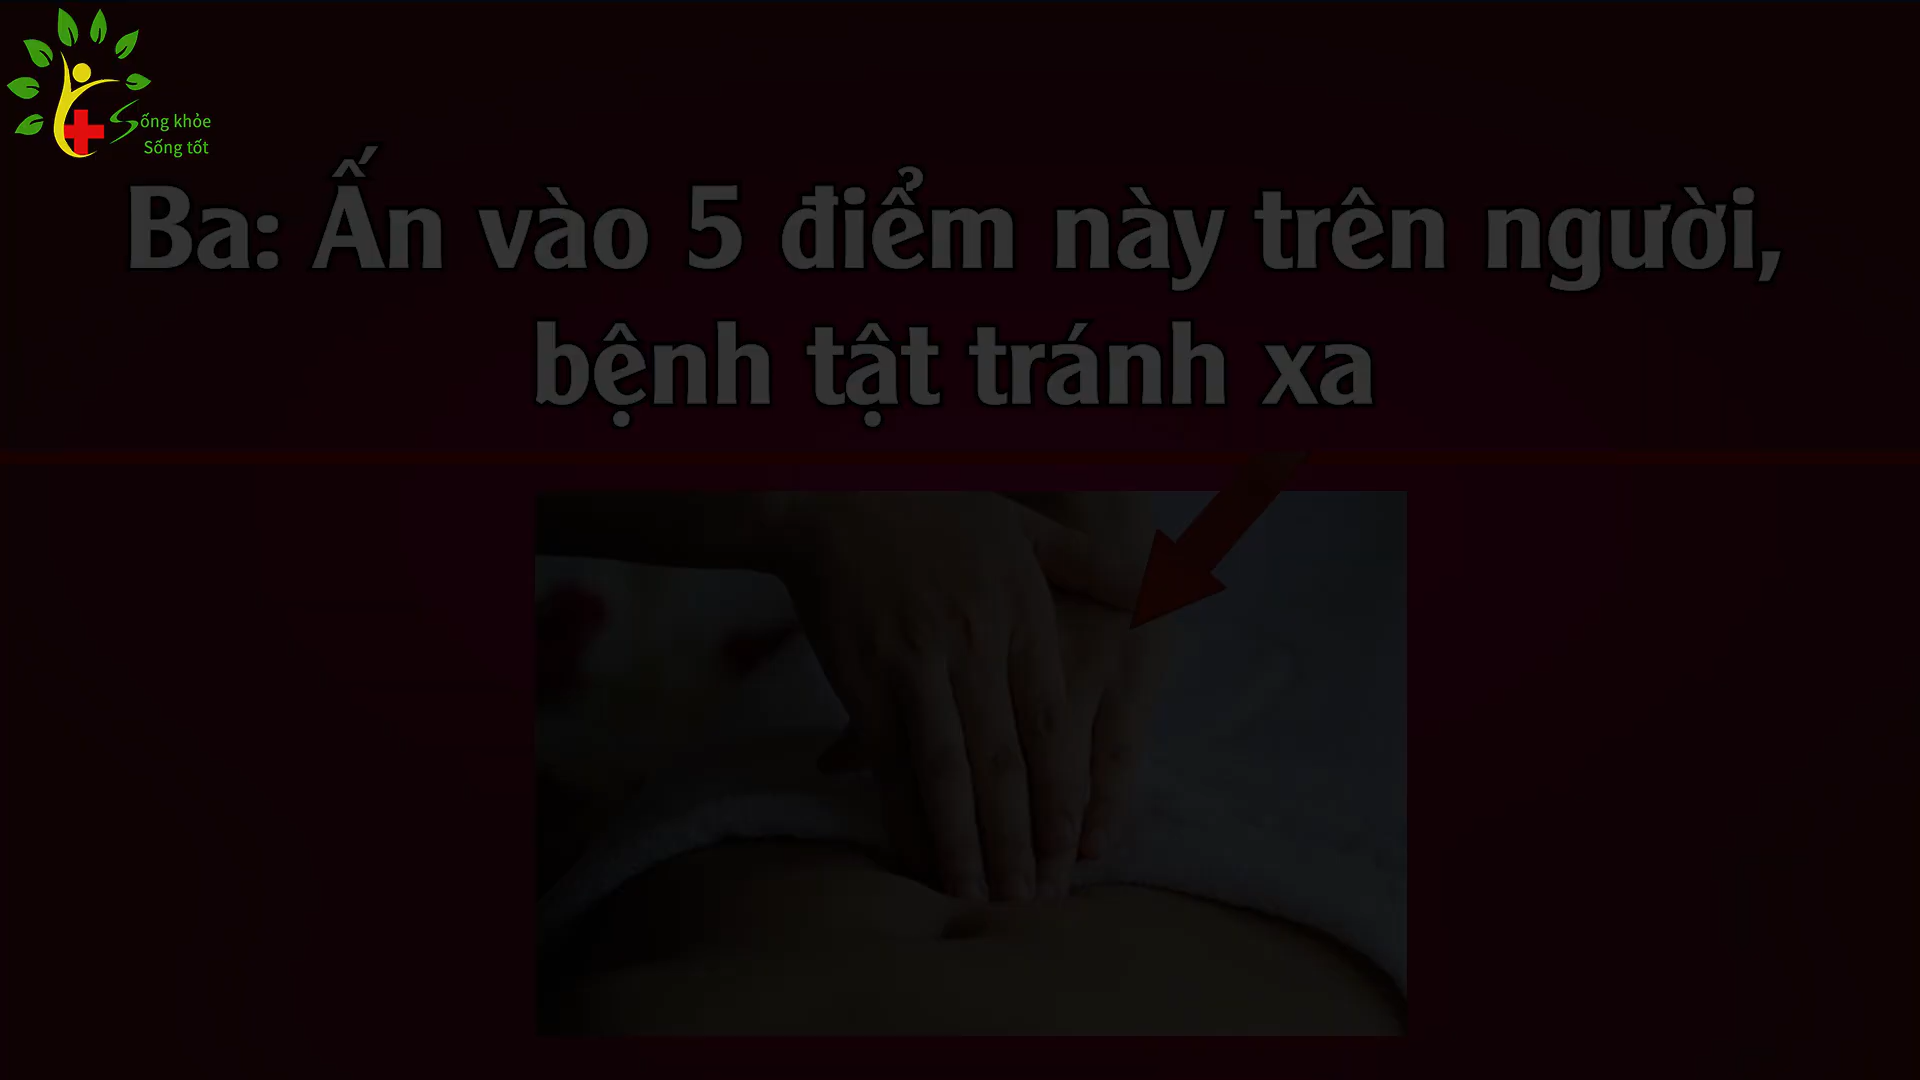 Sống khỏe
Sống tốt
Ba: Ấn vào 5 điểm này trên người,
bệnh tật tránh xa